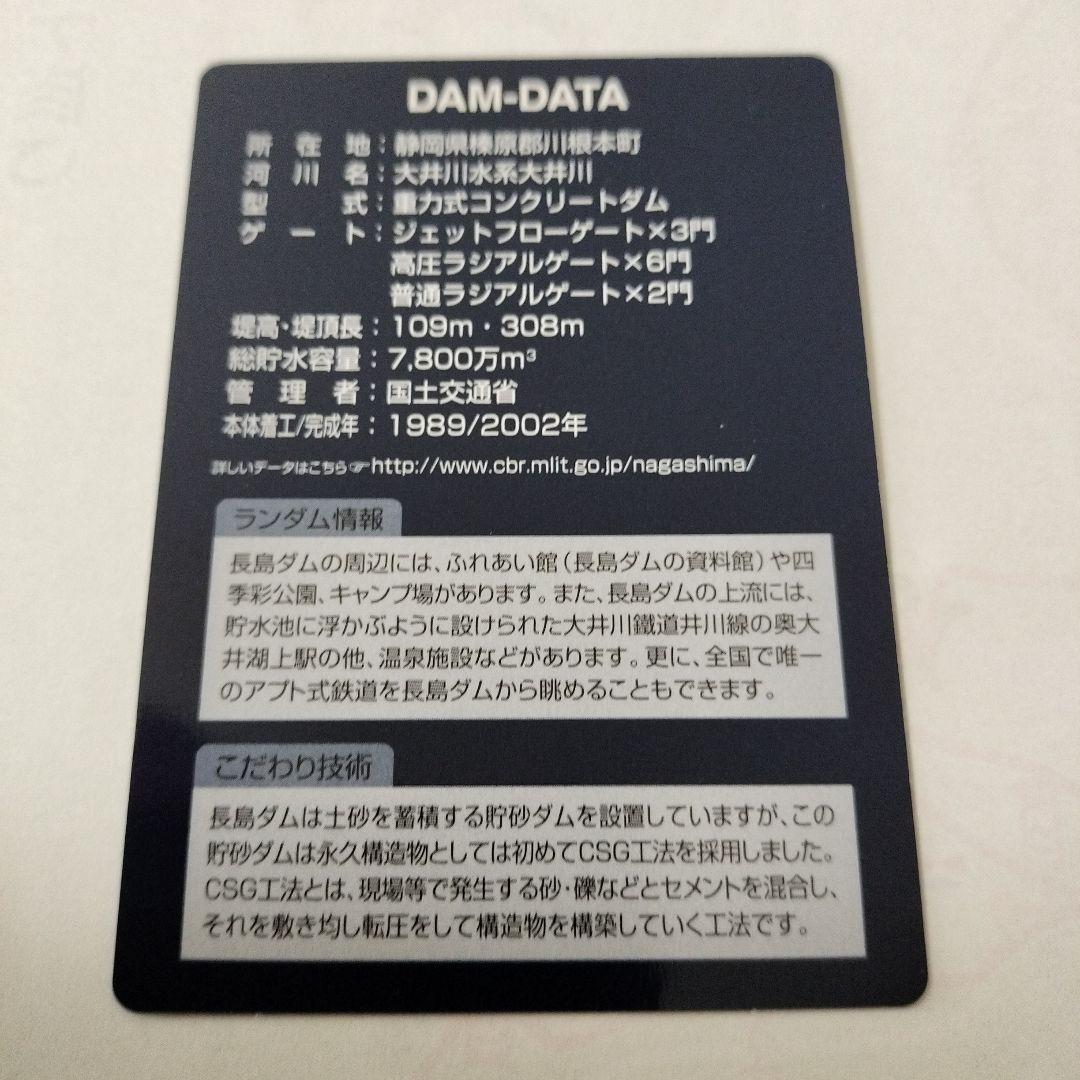 DAM-DATA
所在地：静岡県榛原郡川根本町
河川名：大井川水系大井川
型式：重力式コンクリートダム
ゲート：ジェットフローゲート×3門
高圧ラジアルゲート×6門
普通ラジアルゲート×2門
堤高・堤頂長：109m・308m
総貯水容量：7,800万m³
管理者：国土交通省
本体着工/完成年：1989/2002年
詳しいデータはこちら☞http://www.cbr.mlit.go.jp/nagashima/
ランダム情報
長島ダムの周辺には、ふれあい館（長島ダムの資料館）や四
季彩公園、キャンプ場があります。また、長島ダムの上流には、
貯水池に浮かぶように設けられた大井川鐵道井川線の奥大
井湖上駅の他、温泉施設などがあります。更に、全国で唯一
のアプト式鉄道を長島ダムから眺めることもできます。
こだわり技術
長島ダムは土砂を蓄積する貯砂ダムを設置していますが、この
貯砂ダムは永久構造物としては初めてCSG工法を採用しました。
CSG工法とは、現場等で発生する砂・礫などとセメントを混合し、
それを敷き均し転圧をして構造物を構築していく工法です。